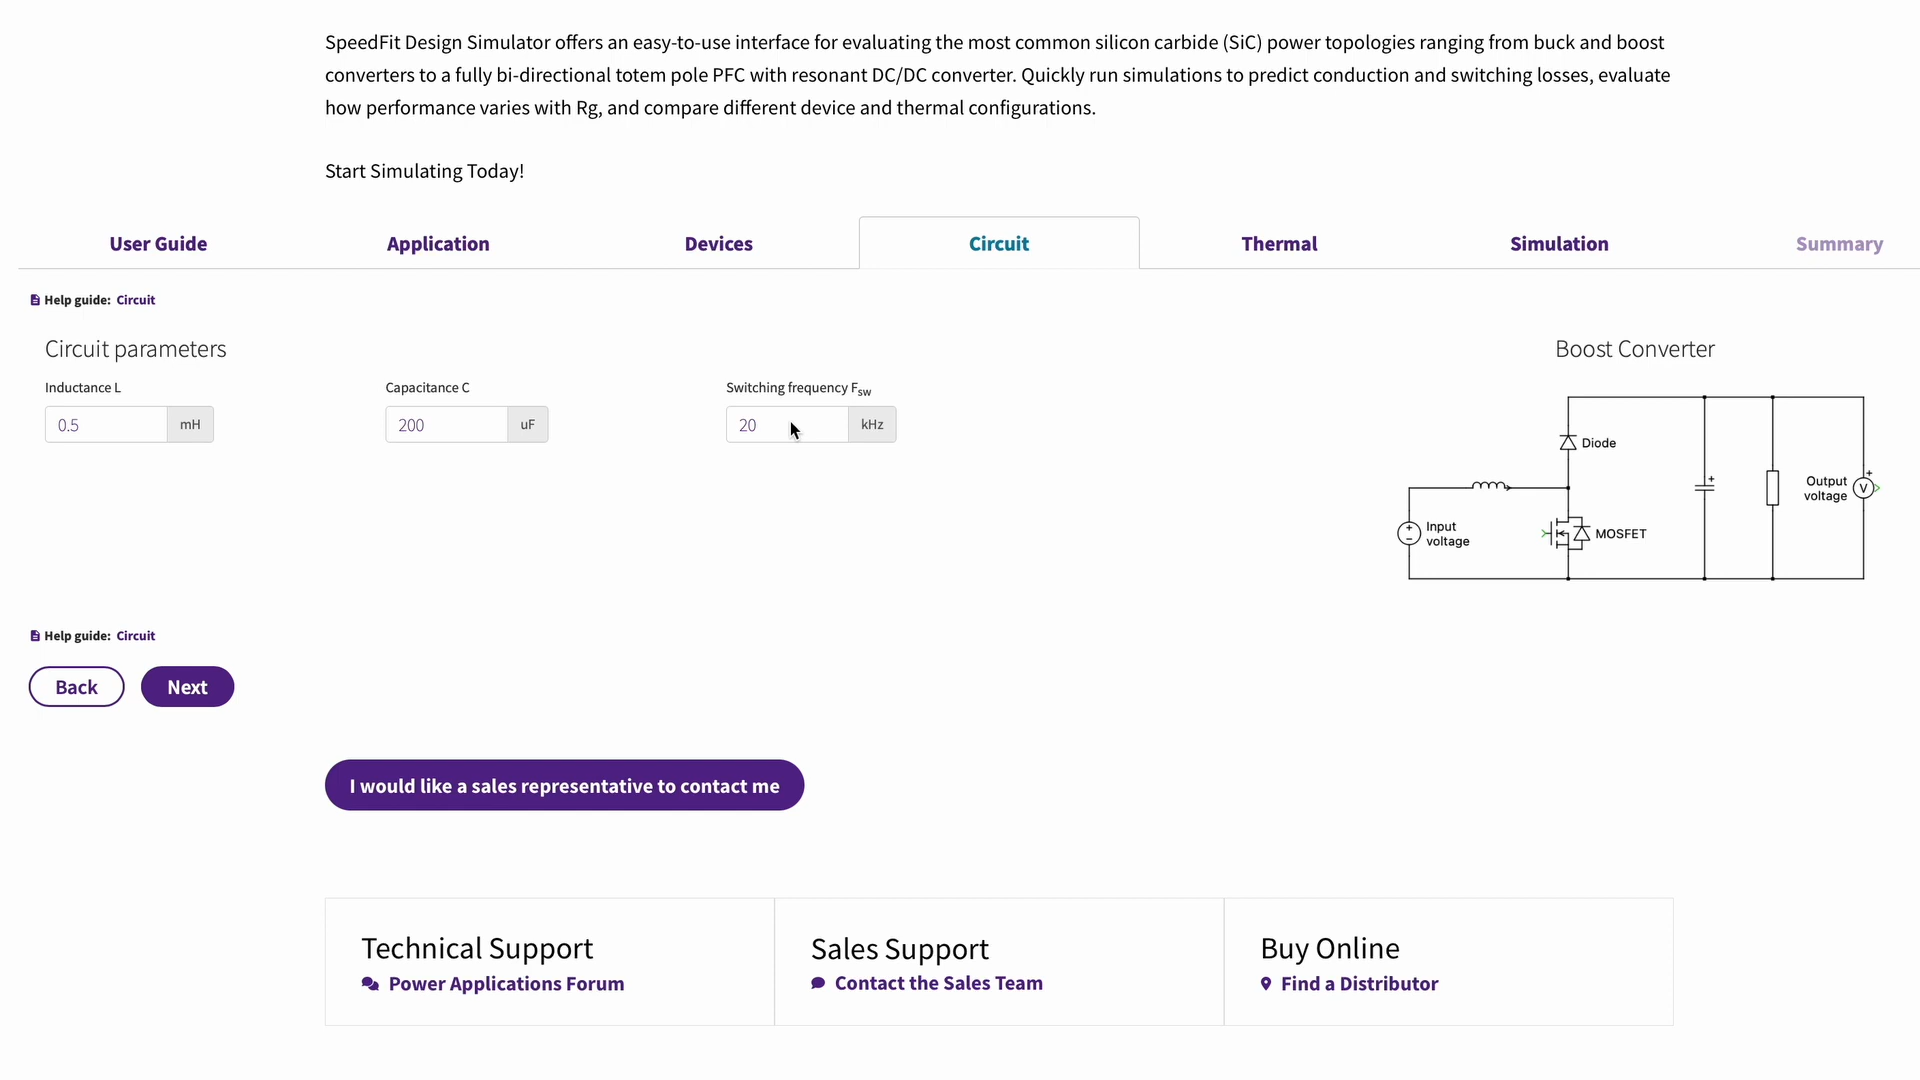 SpeedFit Design Simulator offers an easy-to-use interface for evaluating the most common silicon carbide (SiC) power topologies ranging from buck and boost
converters to a fully bi-directional totem pole PFC with resonant DC/DC converter. Quickly run simulations to predict conduction and switching losses, evaluate
how performance varies with Rg, and compare different device and thermal configurations.
Start Simulating Today!
User Guide Application Devices Circuit Thermal Simulation Summary
Help guide: Circuit
Circuit parameters
Inductance L Capacitance C Switching frequency Fsw
0.5 mH 200 uF 20 kHz
Boost Converter
Diode
Input
voltage
MOSFET
+
Output
voltage
+
V
+
−
Help guide: Circuit
Back Next
I would like a sales representative to contact me
Technical Support
Power Applications Forum
Sales Support
Contact the Sales Team
Buy Online
Find a Distributor